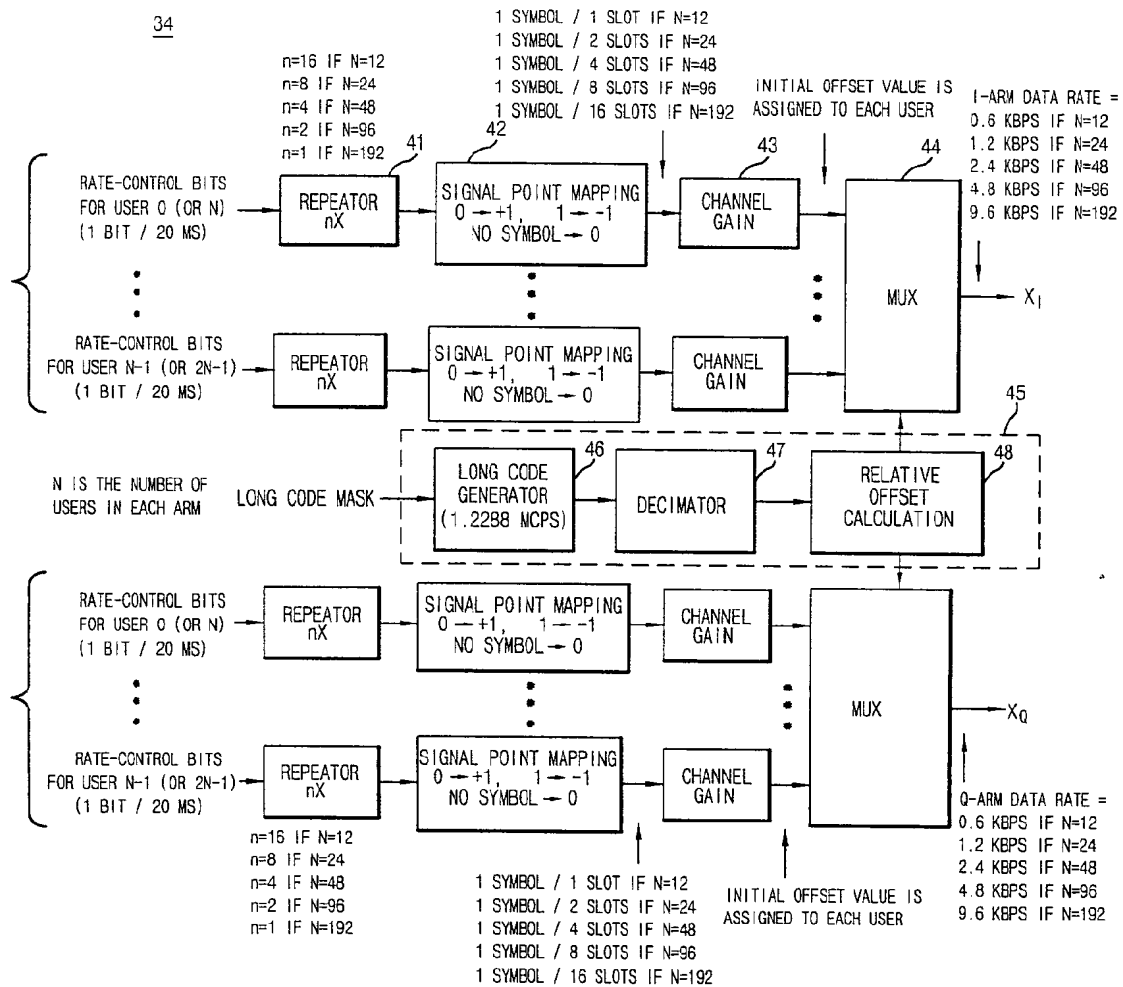 34
1 SYMBOL / 1 SLOT IF N=12
1 SYMBOL / 2 SLOTS IF N=24
1 SYMBOL / 4 SLOTS IF N=48
1 SYMBOL / 8 SLOTS IF N=96
1 SYMBOL / 16 SLOTS IF N=192
n=16 IF N=12
n=8 IF N=24
n=4 IF N=48
n=2 IF N=96
n=1 IF N=192
INITIAL OFFSET VALUE IS
ASSIGNED TO EACH USER
I-ARM DATA RATE =
0.6 KBPS IF N=12
1.2 KBPS IF N=24
2.4 KBPS IF N=48
4.8 KBPS IF N=96
9.6 KBPS IF N=192
41
42
43
44
RATE-CONTROL BITS
FOR USER 0 (OR N)
(1 BIT / 20 MS)
REPEATOR
nX
SIGNAL POINT MAPPING
0→+1, 1→-1
NO SYMBOL→0
CHANNEL
GAIN
MUX
XI
RATE-CONTROL BITS
FOR USER N-1 (OR 2N-1)
(1 BIT / 20 MS)
REPEATOR
nX
SIGNAL POINT MAPPING
0→+1, 1→-1
NO SYMBOL→0
CHANNEL
GAIN
45
N IS THE NUMBER OF
USERS IN EACH ARM
LONG CODE MASK
LONG CODE
GENERATOR
(1.2288 MCPS)
46
DECIMATOR
47
RELATIVE
OFFSET
CALCULATION
48
RATE-CONTROL BITS
FOR USER 0 (OR N)
(1 BIT / 20 MS)
REPEATOR
nX
SIGNAL POINT MAPPING
0→+1, 1→-1
NO SYMBOL→0
CHANNEL
GAIN
MUX
XQ
RATE-CONTROL BITS
FOR USER N-1 (OR 2N-1)
(1 BIT / 20 MS)
REPEATOR
nX
SIGNAL POINT MAPPING
0→+1, 1→-1
NO SYMBOL→0
CHANNEL
GAIN
n=16 IF N=12
n=8 IF N=24
n=4 IF N=48
n=2 IF N=96
n=1 IF N=192
1 SYMBOL / 1 SLOT IF N=12
1 SYMBOL / 2 SLOTS IF N=24
1 SYMBOL / 4 SLOTS IF N=48
1 SYMBOL / 8 SLOTS IF N=96
1 SYMBOL / 16 SLOTS IF N=192
INITIAL OFFSET VALUE IS
ASSIGNED TO EACH USER
Q-ARM DATA RATE =
0.6 KBPS IF N=12
1.2 KBPS IF N=24
2.4 KBPS IF N=48
4.8 KBPS IF N=96
9.6 KBPS IF N=192